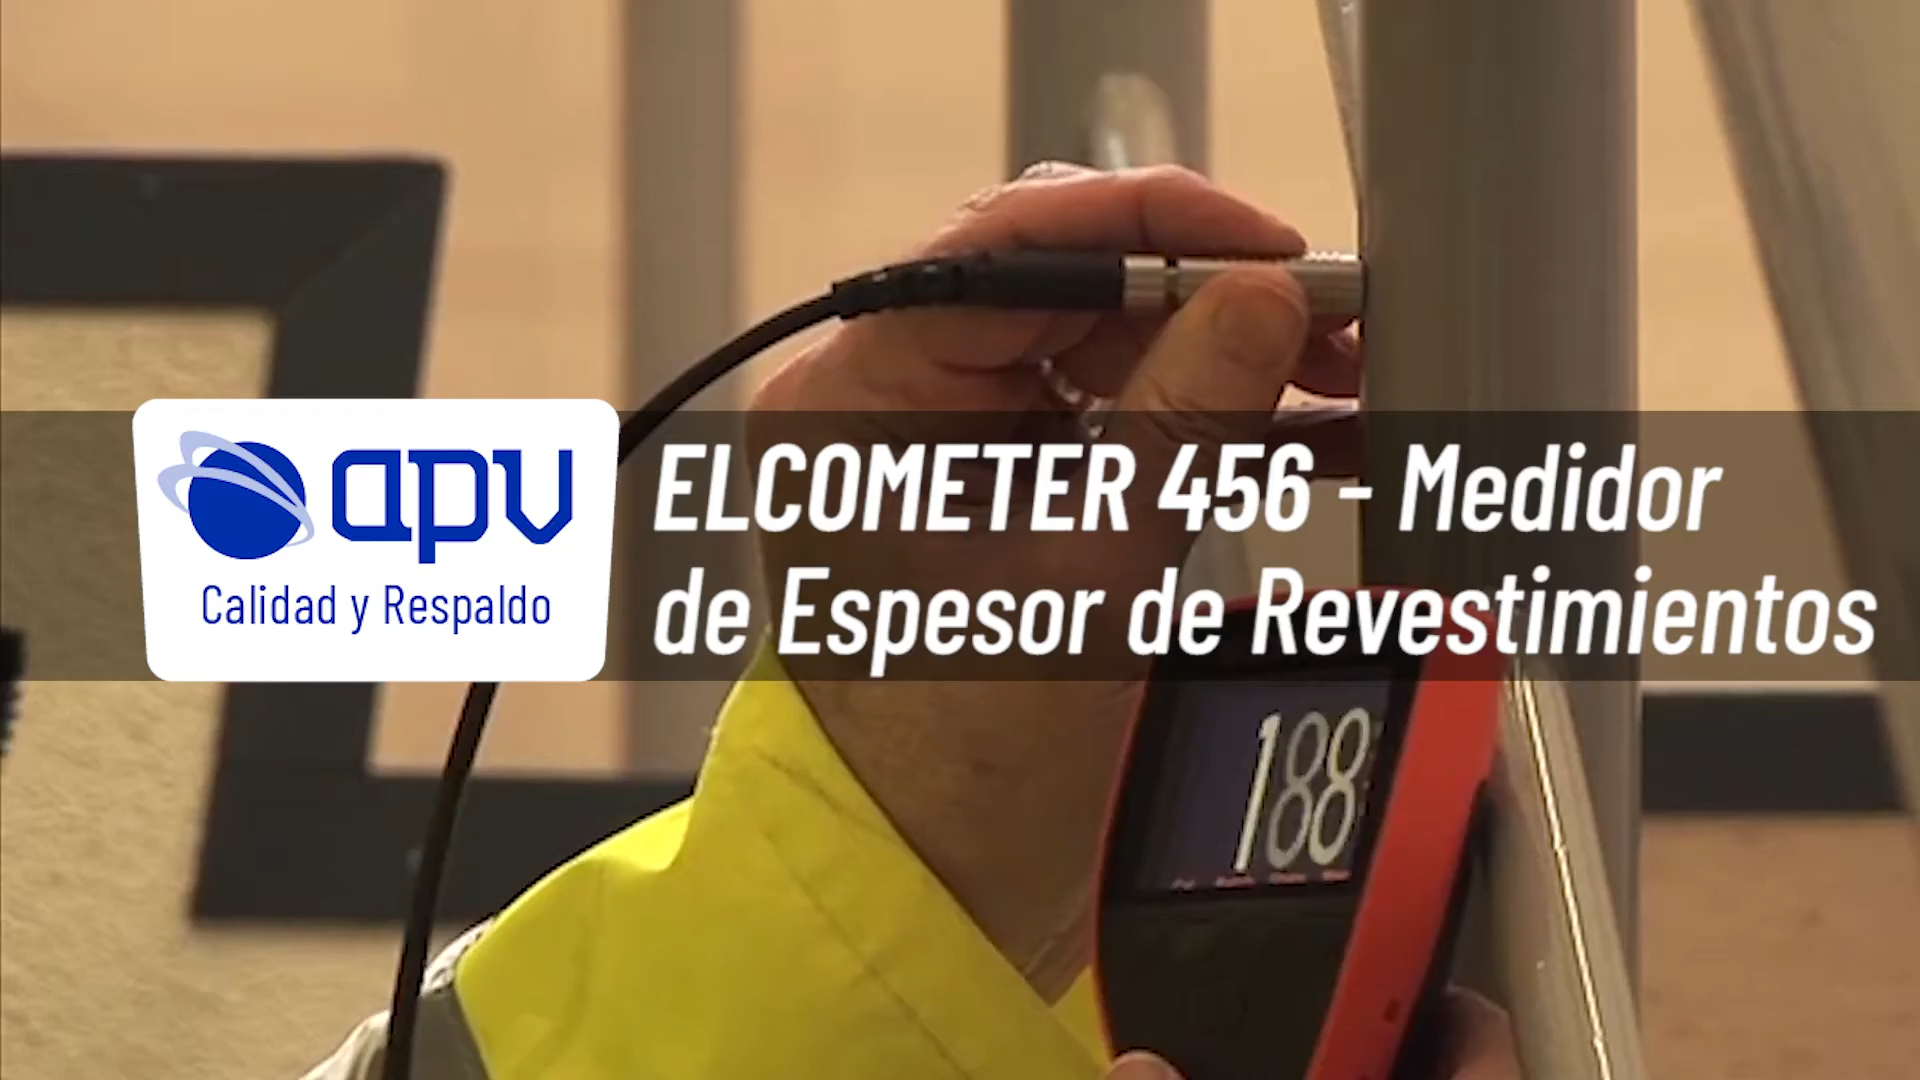 apv
Calidad y Respaldo
ELCOMETER 456 - Medidor
de Espesor de Revestimientos
188